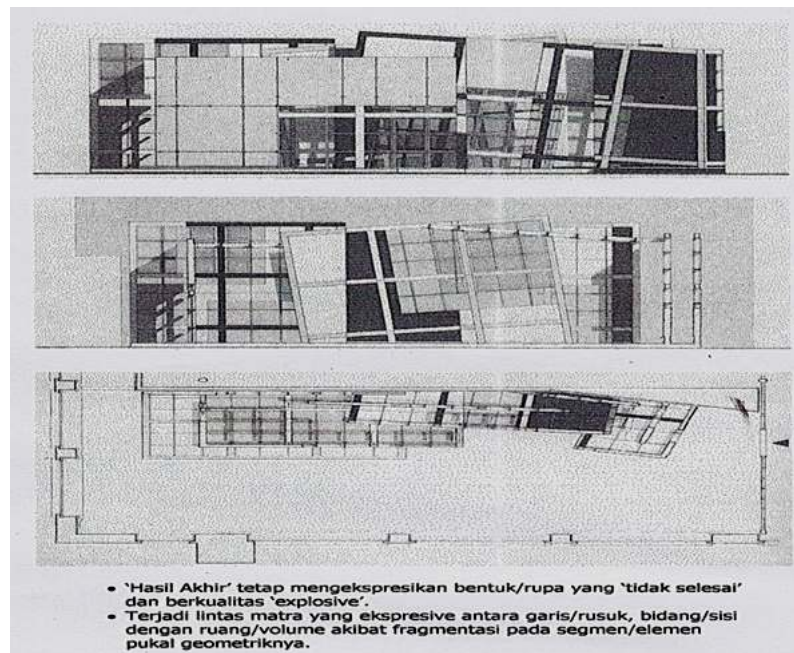 • 'Hasil Akhir' tetap mengekspresikan bentuk/rupa yang 'tidak selesai'
dan berkualitas 'explosive'.
• Terjadi lintas matra yang ekspresive antara garis/rusuk, bidang/sisi
dengan ruang/volume akibat fragmentasi pada segmen/elemen
pukal geometriknya.